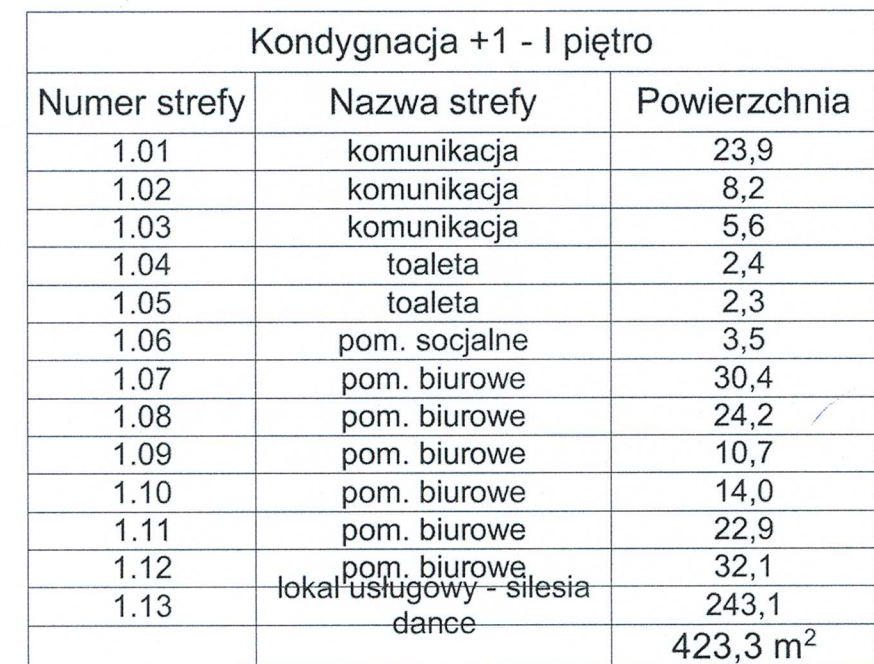 Kondygnacja +1 - I piętro
Numer strefy Nazwa strefy Powierzchnia
1.01 komunikacja 23,9
1.02 komunikacja 8,2
1.03 komunikacja 5,6
1.04 toaleta 2,4
1.05 toaleta 2,3
1.06 pom. socjalne 3,5
1.07 pom. biurowe 30,4
1.08 pom. biurowe 24,2
1.09 pom. biurowe 10,7
1.10 pom. biurowe 14,0
1.11 pom. biurowe 22,9
1.12 pom. biurowe 32,1
1.13 lokal usługowy - silesia dance 243,1
423,3 m²